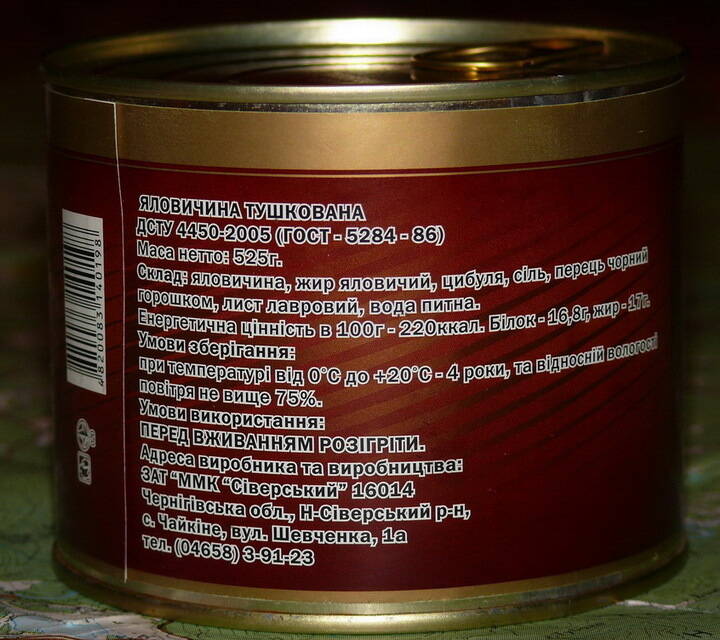 ЯЛОВИЧИНА ТУШКОВАНА
ДСТУ 4450-2005 (ГОСТ - 5284 - 86)
Маса нетто: 525г.
Склад: яловичина, жир яловичий, цибуля, сіль, перець чорний
горошком, лист лавровий, вода питна.
Енергетична цінність в 100г - 220ккал. Білок - 16,8г, жир - 17г.
Умови зберігання:
при температурі від 0°С до +20°С - 4 роки, та відносній вологості
повітря не вище 75%.
Умови використання:
ПЕРЕД ВЖИВАННЯМ РОЗІГРІТИ.
Адреса виробника та виробництва:
ЗАТ "ММК "Сіверський" 16014
Чернігівська обл., Н-Сіверський р-н,
с. Чайкіне, вул. Шевченка, 1а
тел. (04658) 3-91-23
4820083140198